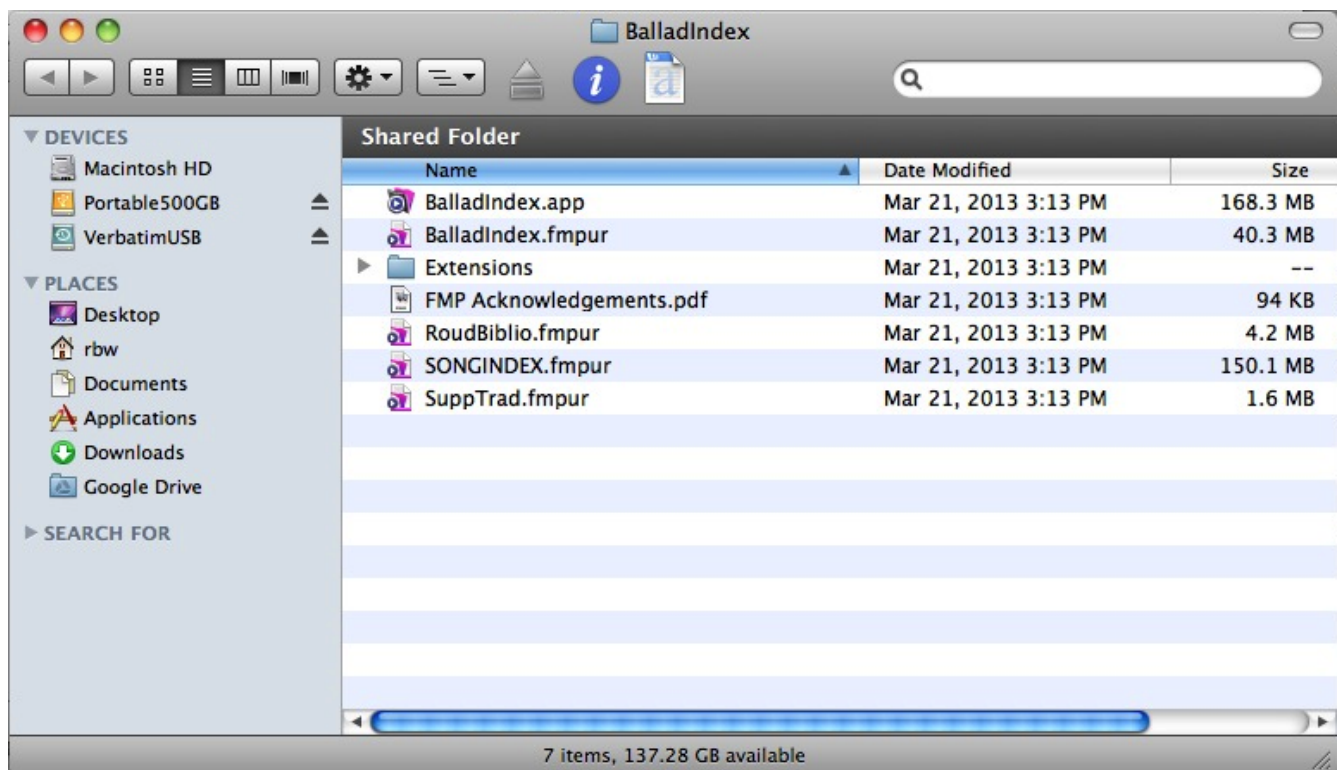 BalladIndex
DEVICES
Macintosh HD
Portable500GB
VerbatimUSB
PLACES
Desktop
rbw
Documents
Applications
Downloads
Google Drive
SEARCH FOR
Shared Folder
Name Date Modified Size
BalladIndex.app Mar 21, 2013 3:13 PM 168.3 MB
BalladIndex.fmpur Mar 21, 2013 3:13 PM 40.3 MB
Extensions Mar 21, 2013 3:13 PM --
FMP Acknowledgements.pdf Mar 21, 2013 3:13 PM 94 KB
RoudBiblio.fmpur Mar 21, 2013 3:13 PM 4.2 MB
SONGINDEX.fmpur Mar 21, 2013 3:13 PM 150.1 MB
SuppTrad.fmpur Mar 21, 2013 3:13 PM 1.6 MB
7 items, 137.28 GB available